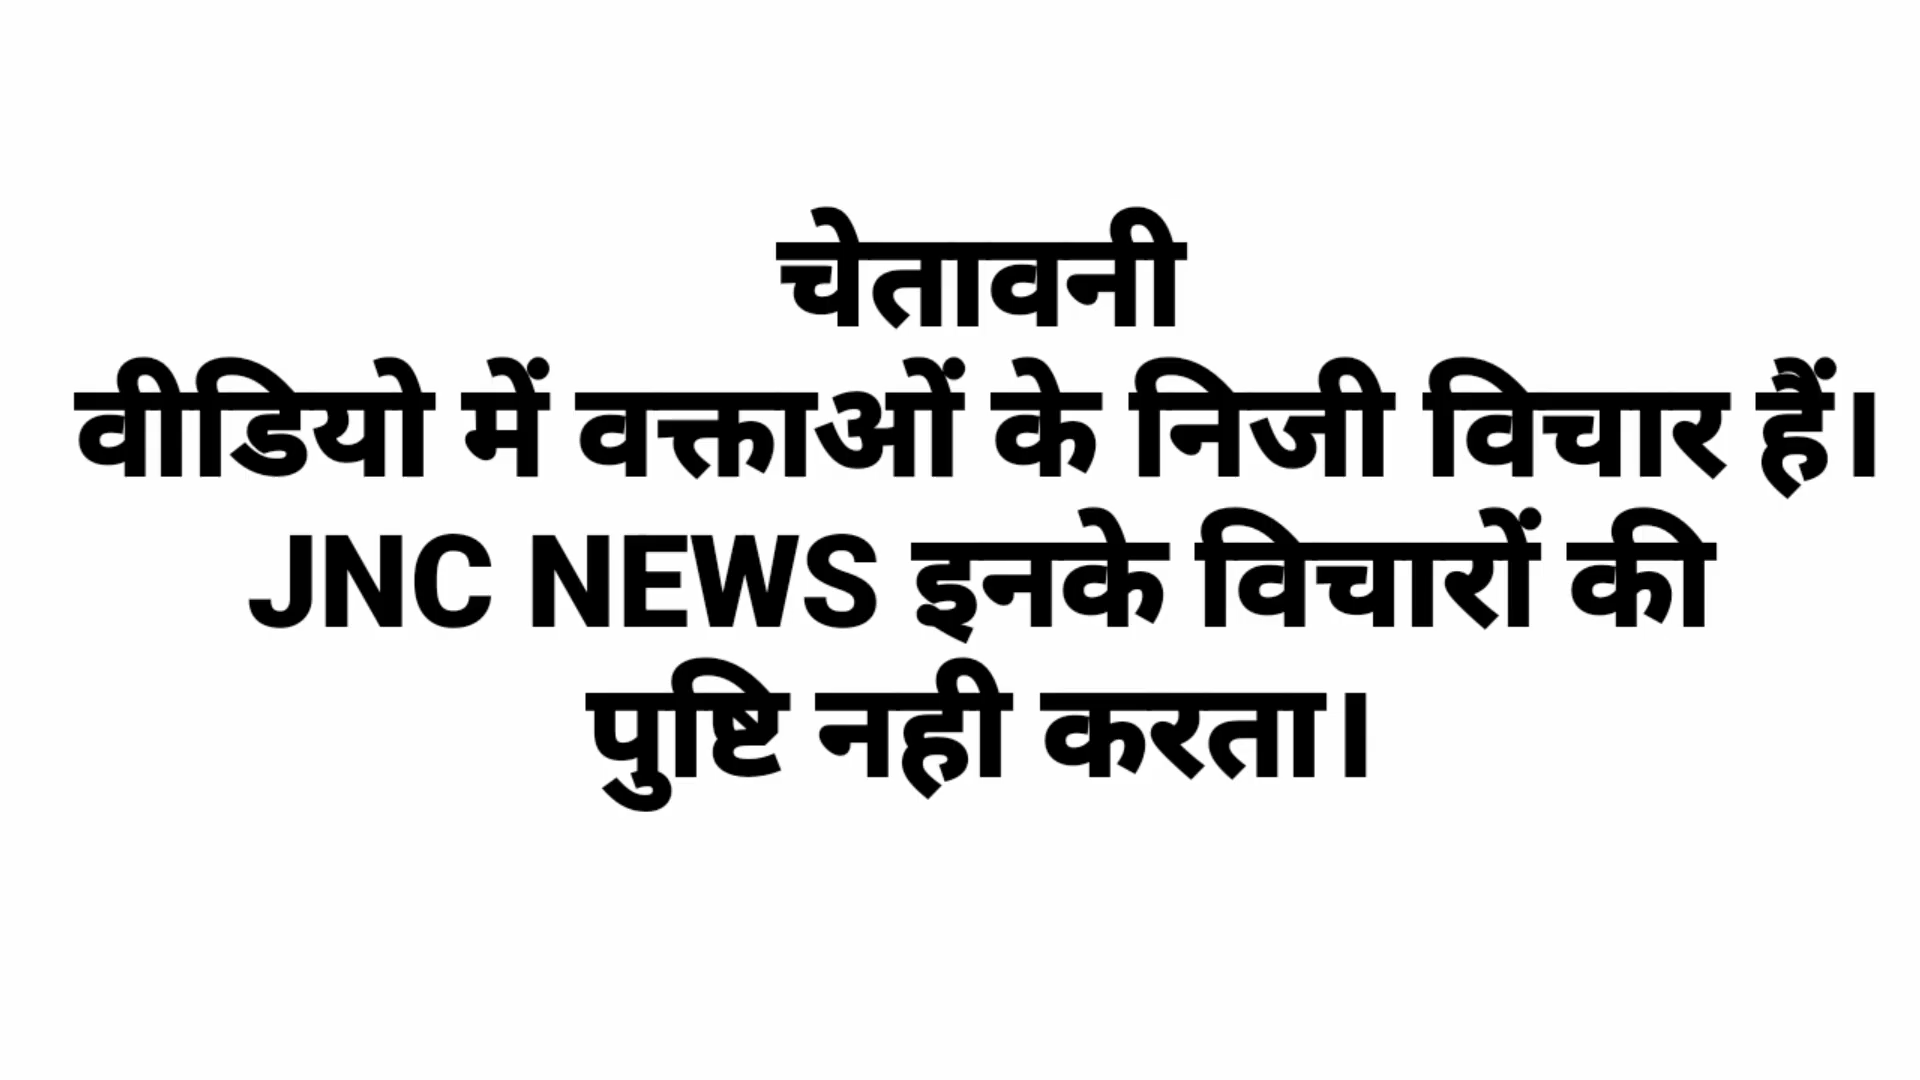 चेतावनी
वीडियो में वक्ताओं के निजी विचार हैं।
JNC NEWS इनके विचारों की
पुष्टि नही करता।